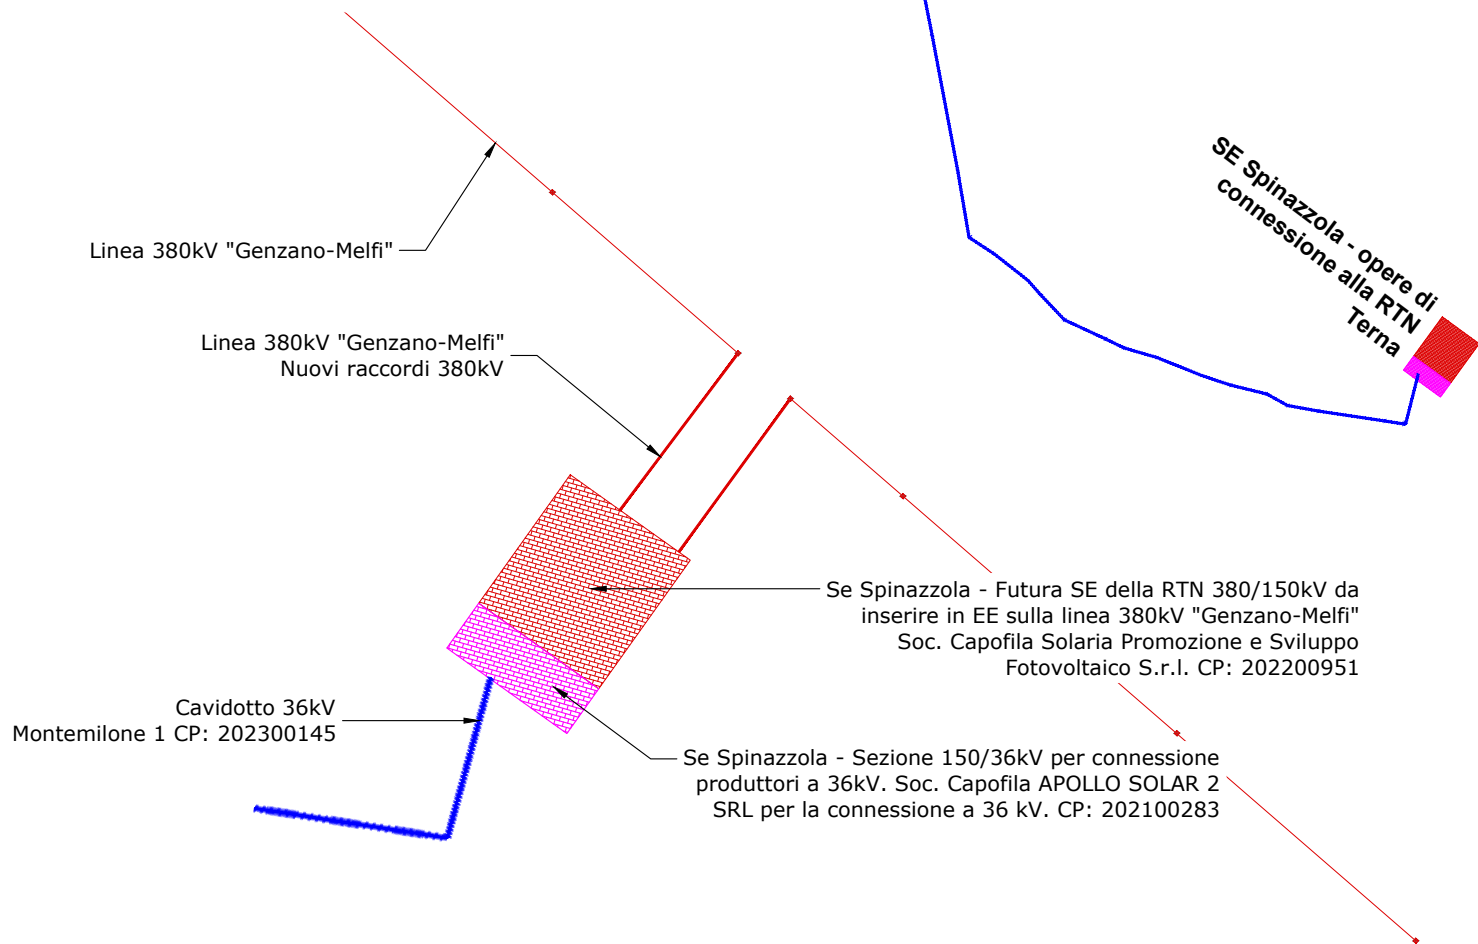 SE Spinazzola - opere di
connessione alla RTN
Terna
Linea 380kV "Genzano-Melfi"
Linea 380kV "Genzano-Melfi"
Nuovi raccordi 380kV
Se Spinazzola - Futura SE della RTN 380/150kV da
inserire in EE sulla linea 380kV "Genzano-Melfi"
Soc. Capofila Solaria Promozione e Sviluppo
Fotovoltaico S.r.l. CP: 202200951
Cavidotto 36kV
Montemilone 1 CP: 202300145
Se Spinazzola - Sezione 150/36kV per connessione
produttori a 36kV. Soc. Capofila APOLLO SOLAR 2
SRL per la connessione a 36 kV. CP: 202100283